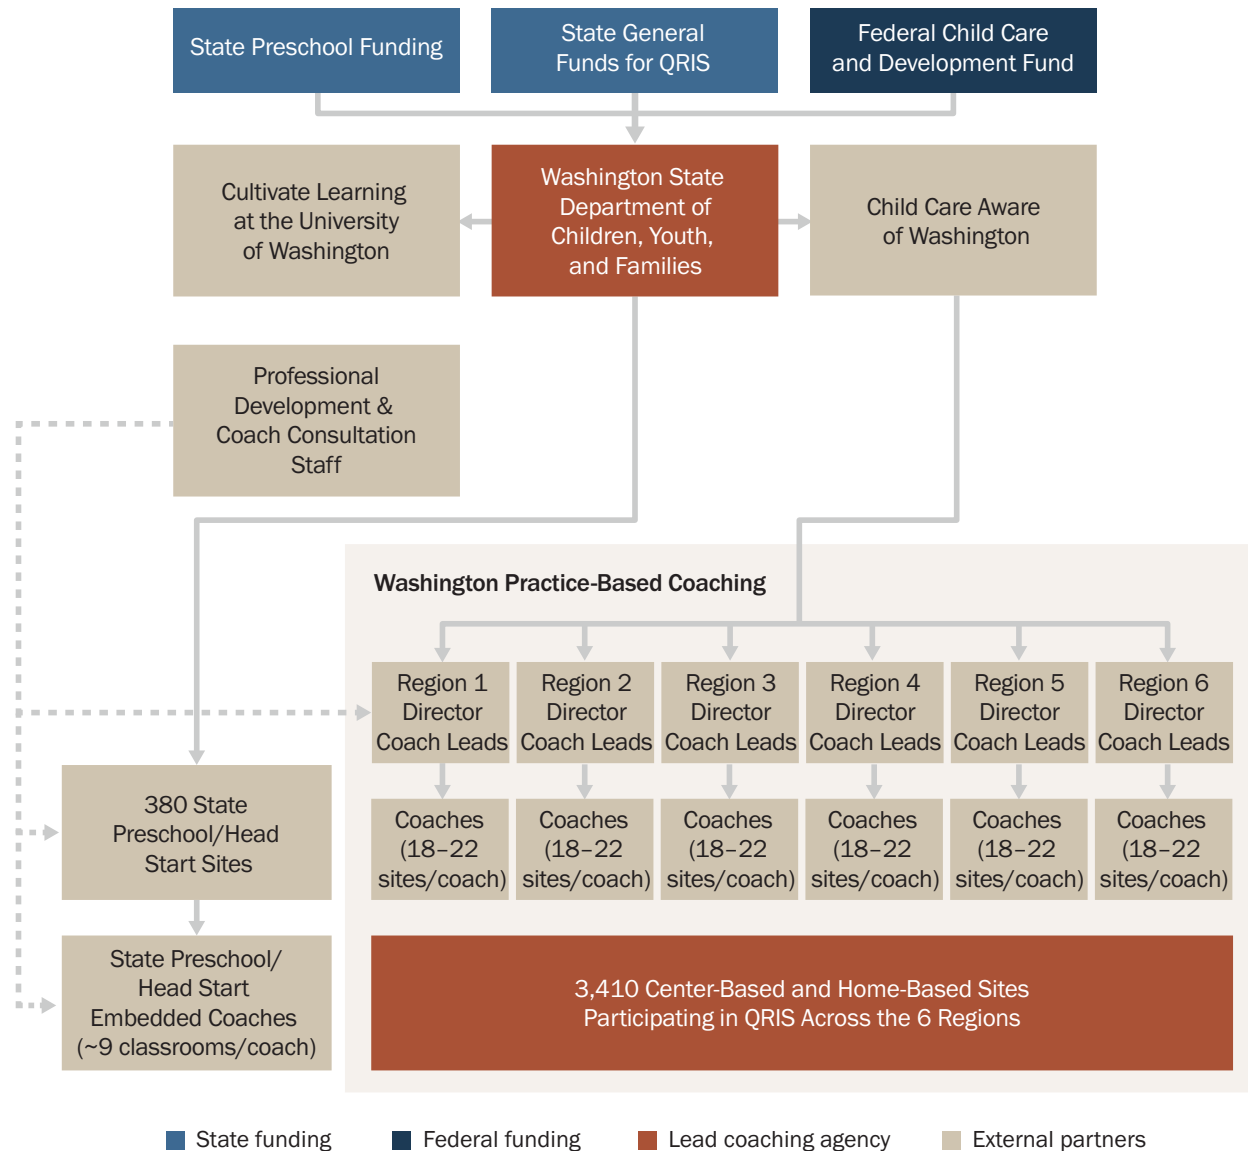 State Preschool Funding
State General
Funds for QRIS
Federal Child Care
and Development Fund
Cultivate Learning
at the University
of Washington
Washington State
Department of
Children, Youth,
and Families
Child Care Aware
of Washington
Professional
Development &
Coach Consultation
Staff
Washington Practice-Based Coaching
Region 1
Director
Coach Leads
Region 2
Director
Coach Leads
Region 3
Director
Coach Leads
Region 4
Director
Coach Leads
Region 5
Director
Coach Leads
Region 6
Director
Coach Leads
380 State
Preschool/Head
Start Sites
Coaches
(18–22
sites/coach)
Coaches
(18–22
sites/coach)
Coaches
(18–22
sites/coach)
Coaches
(18–22
sites/coach)
Coaches
(18–22
sites/coach)
Coaches
(18–22
sites/coach)
State Preschool/
Head Start
Embedded Coaches
(~9 classrooms/coach)
3,410 Center-Based and Home-Based Sites
Participating in QRIS Across the 6 Regions
State funding
Federal funding
Lead coaching agency
External partners